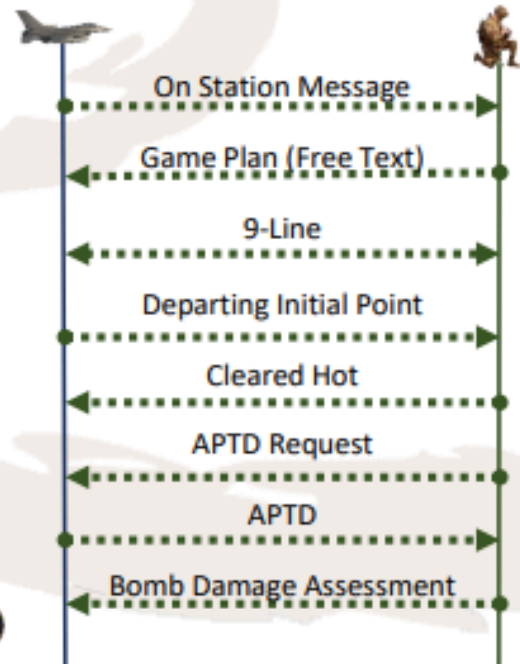 On Station Message
Game Plan (Free Text)
9-Line
Departing Initial Point
Cleared Hot
APTD Request
APTD
Bomb Damage Assessment